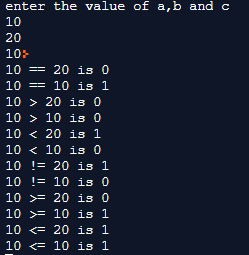 enter the value of a,b and c
10
20
10
10 == 20 is 0
10 == 10 is 1
10 > 20 is 0
10 > 10 is 0
10 < 20 is 1
10 < 10 is 0
10 != 20 is 1
10 != 10 is 0
10 >= 20 is 0
10 >= 10 is 1
10 <= 20 is 1
10 <= 10 is 1